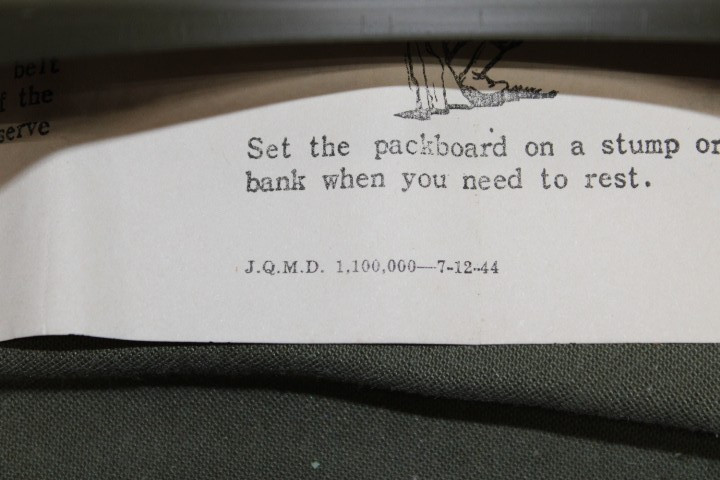 belt
of the
serve
Set the packboard on a stump or
bank when you need to rest.
J.Q.M.D. 1,100,000—7-12-44